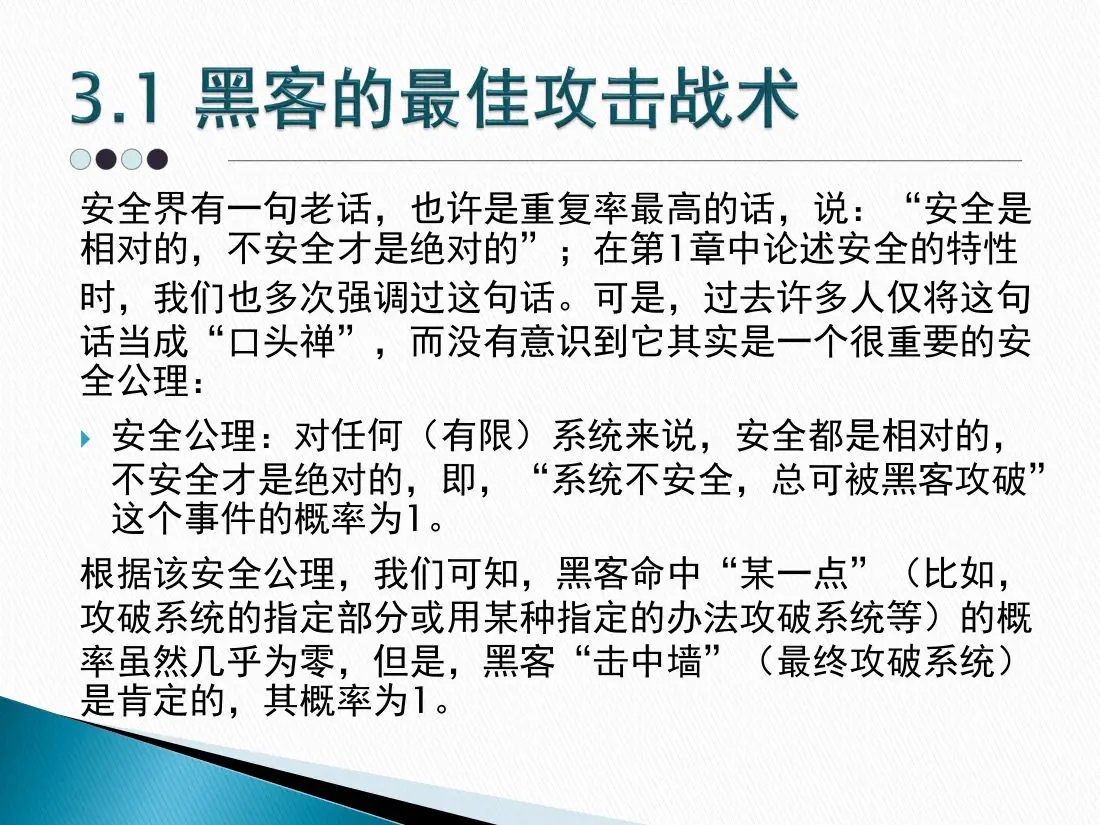 3.1 黑客的最佳攻击战术
安全界有一句老话，也许是重复率最高的话，说：“安全是
相对的，不安全才是绝对的”；在第1章中论述安全的特性
时，我们也多次强调过这句话。可是，过去许多人仅将这句
话当成“口头禅”，而没有意识到它其实是一个很重要的安
全公理：
安全公理：对任何（有限）系统来说，安全都是相对的，
不安全才是绝对的，即，“系统不安全，总可被黑客攻破”
这个事件的概率为1。
根据该安全公理，我们可知，黑客命中“某一点”（比如，
攻破系统的指定部分或用某种指定的办法攻破系统等）的概
率虽然几乎为零，但是，黑客“击中墙”（最终攻破系统）
是肯定的，其概率为1。